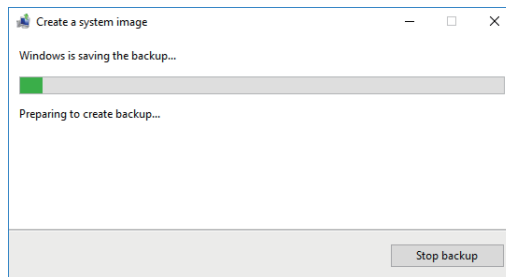 Create a system image
Windows is saving the backup...
Preparing to create backup...
Stop backup